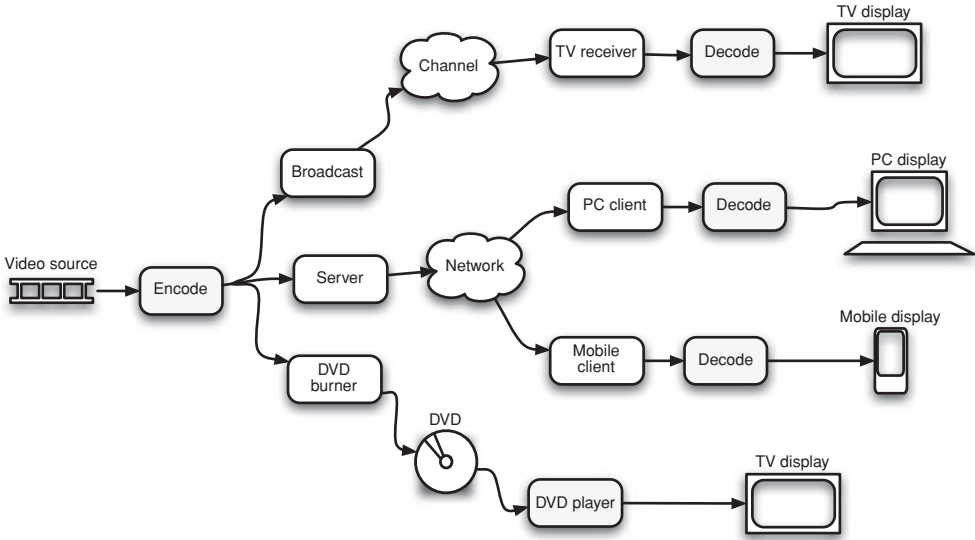 TV display
Channel
TV receiver
Decode
Broadcast
PC display
PC client
Decode
Video source
Encode
Server
Network
Mobile display
Mobile
client
Decode
DVD
burner
DVD
TV display
DVD player